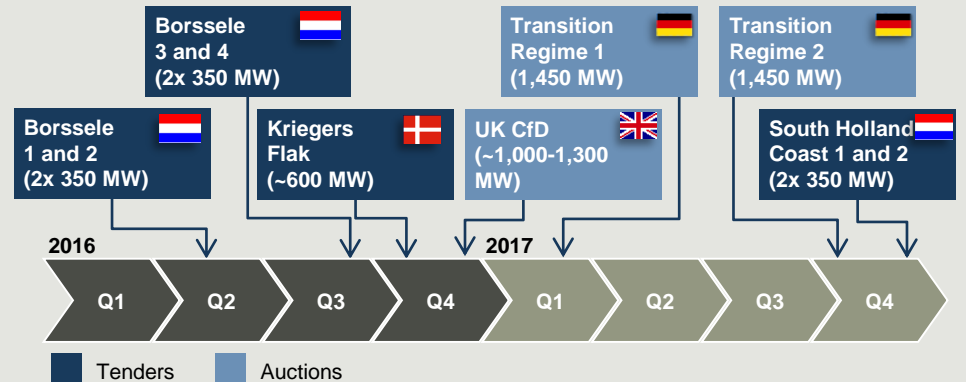 Borssele
3 and 4
(2x 350 MW)
Transition
Regime 1
(1,450 MW)
Transition
Regime 2
(1,450 MW)
Borssele
1 and 2
(2x 350 MW)
Kriegers
Flak
(~600 MW)
UK CfD
(~1,000-1,300
MW)
South Holland
Coast 1 and 2
(2x 350 MW)
2016
2017
Q1
Q2
Q3
Q4
Q1
Q2
Q3
Q4
Tenders
Auctions